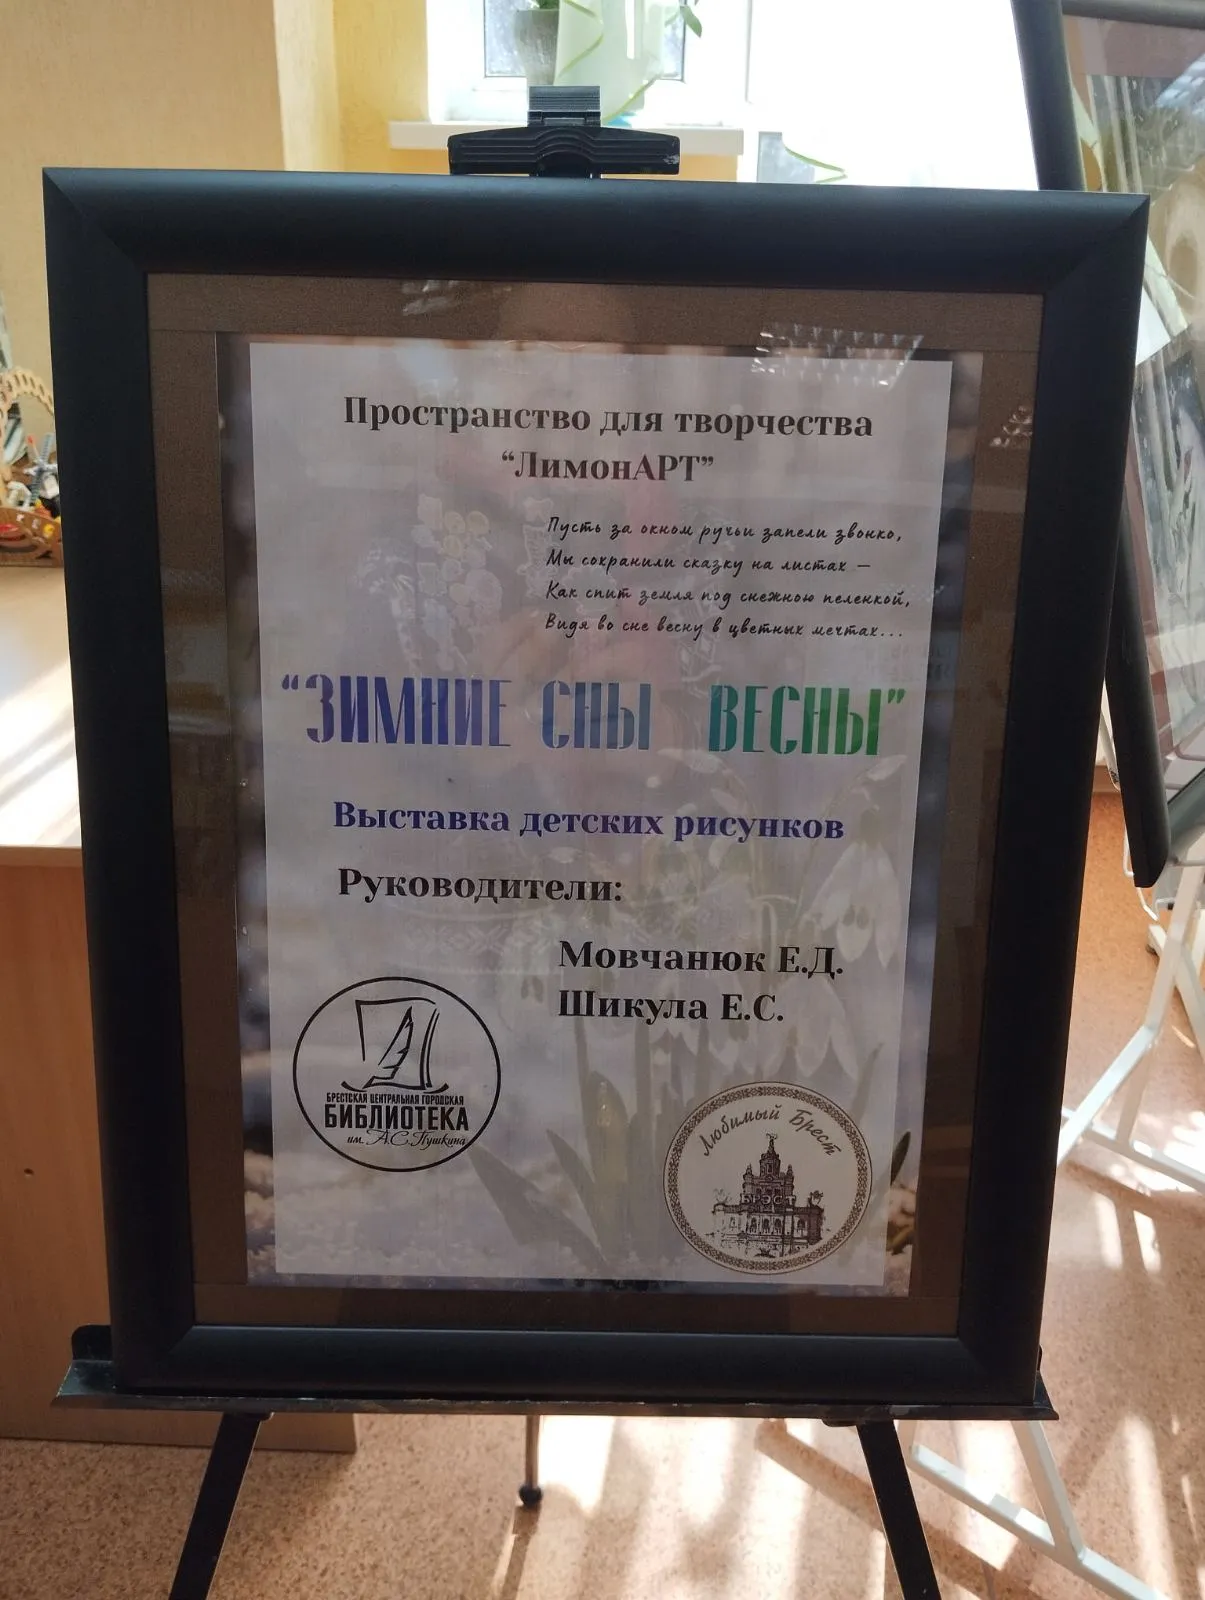 Пространство для творчества
“ЛимонАРТ”
Пусть за окном ручьи запели звонко,
Мы сохранили сказку на листах –
Как спит земля под снежною пеленкой,
Видя во сне весну в цветных мечтах...
“ЗИМНИЕ СНЫ ВЕСНЫ”
Выставка детских рисунков
Руководители:
Мовчанюк Е.Д.
Шикула Е.С.
БРЕСТСКАЯ ЦЕНТРАЛЬНАЯ ГОРОДСКАЯ
БИБЛИОТЕКА
им. А.С.Пушкина
Любимый Брест
БРЭСТ